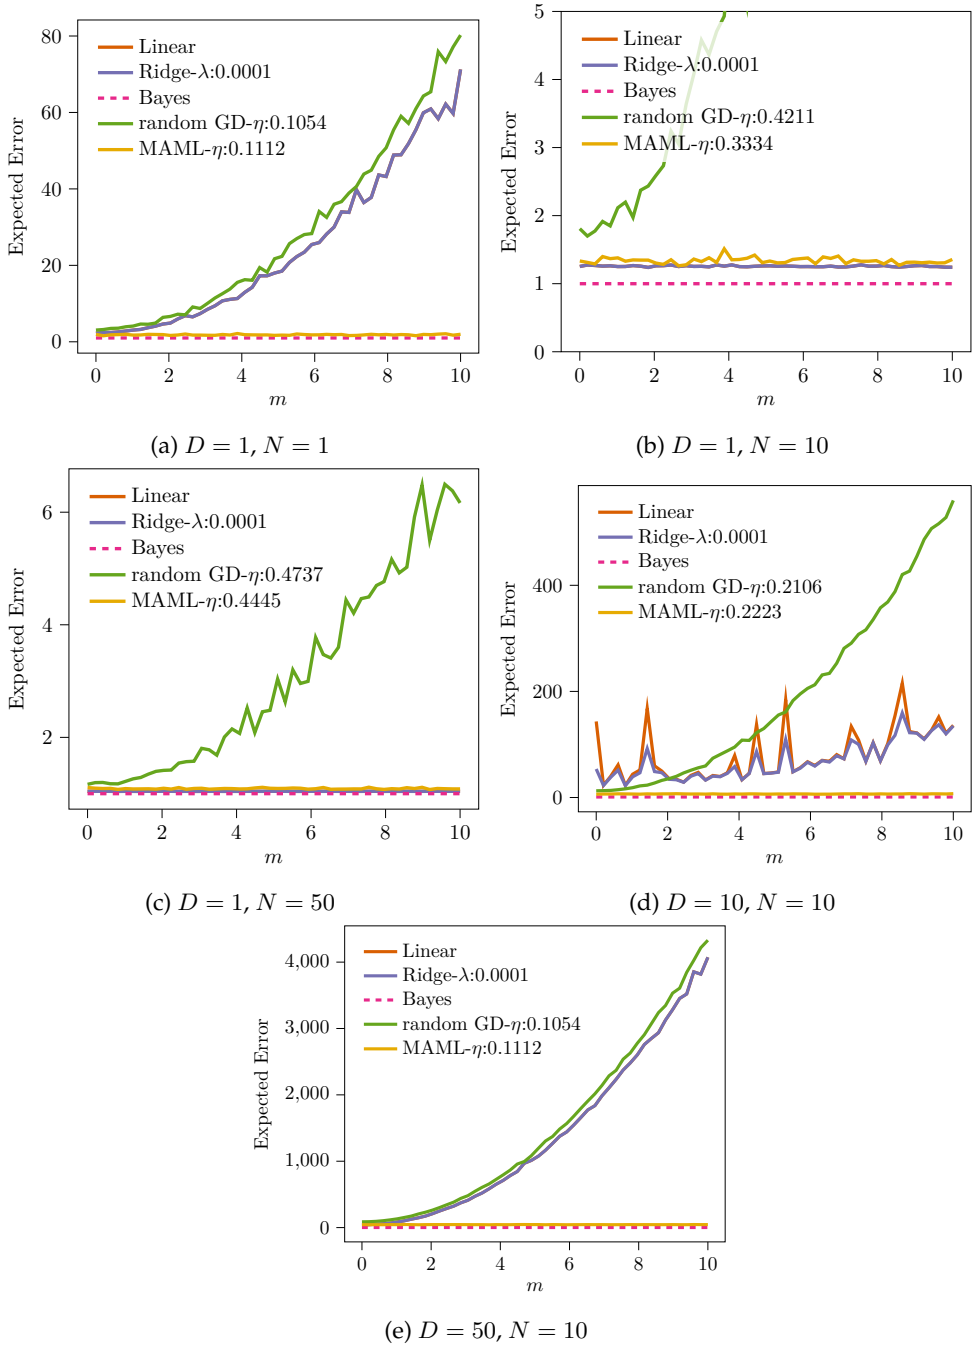 80
60
40
20
0
Expected Error
Linear
Ridge-λ:0.0001
Bayes
random GD-η:0.1054
MAML-η:0.1112
0 2 4 6 8 10
m
(a) D = 1, N = 1
5
4
3
2
1
0
Expected Error
Linear
Ridge-λ:0.0001
Bayes
random GD-η:0.4211
MAML-η:0.3334
0 2 4 6 8 10
m
(b) D = 1, N = 10
6
4
2
Expected Error
Linear
Ridge-λ:0.0001
Bayes
random GD-η:0.4737
MAML-η:0.4445
0 2 4 6 8 10
m
(c) D = 1, N = 50
400
200
0
Expected Error
Linear
Ridge-λ:0.0001
Bayes
random GD-η:0.2106
MAML-η:0.2223
0 2 4 6 8 10
m
(d) D = 10, N = 10
4,000
3,000
2,000
1,000
0
Expected Error
Linear
Ridge-λ:0.0001
Bayes
random GD-η:0.1054
MAML-η:0.1112
0 2 4 6 8 10
m
(e) D = 50, N = 10